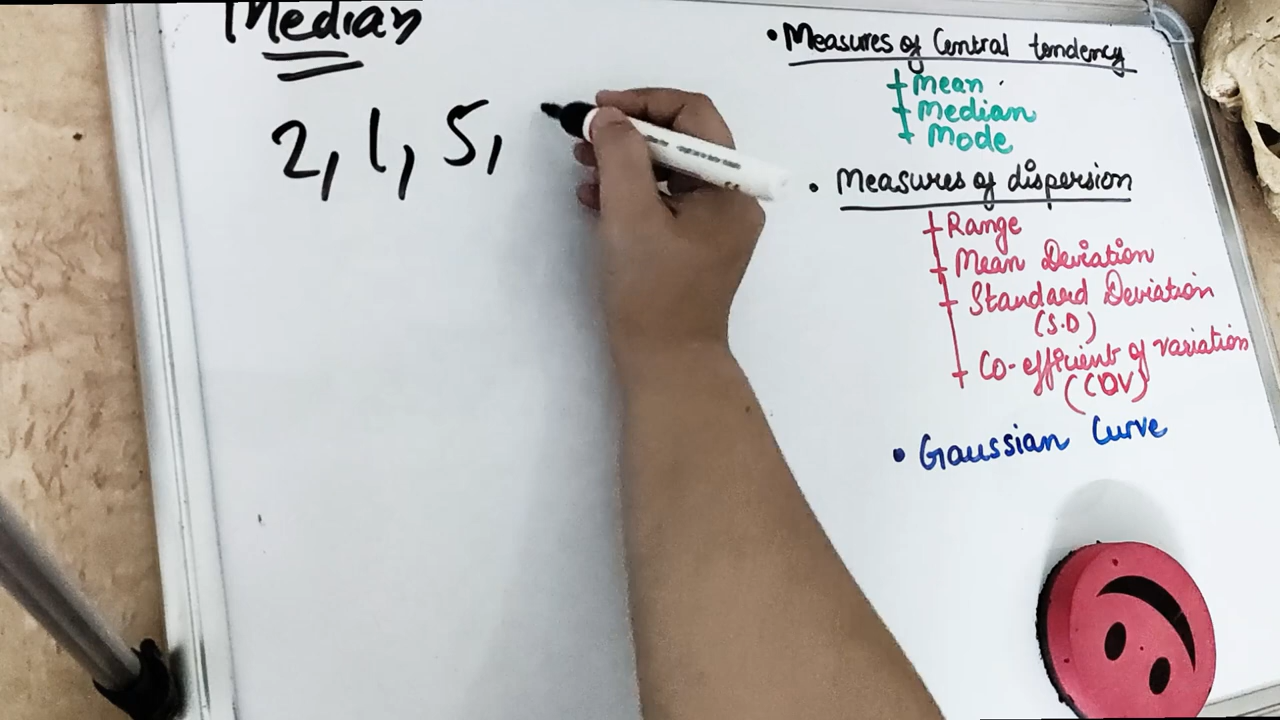 Median
2, 1, 5,
• Measures of Central tendency
Mean
Median
Mode
• Measures of dispersion
Range
Mean Deviation
Standard Deviation
(S.D)
Co-efficient of variation
(COV)
• Gaussian Curve